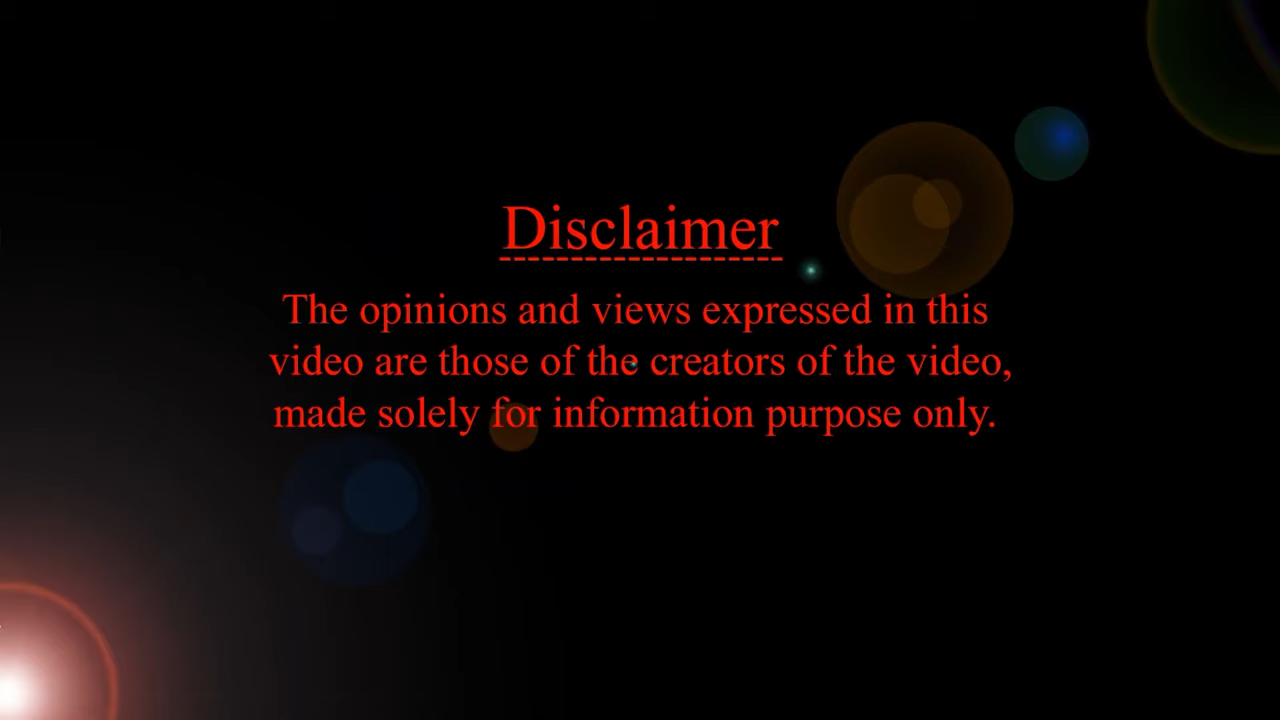 Disclaimer
The opinions and views expressed in this
video are those of the creators of the video,
made solely for information purpose only.